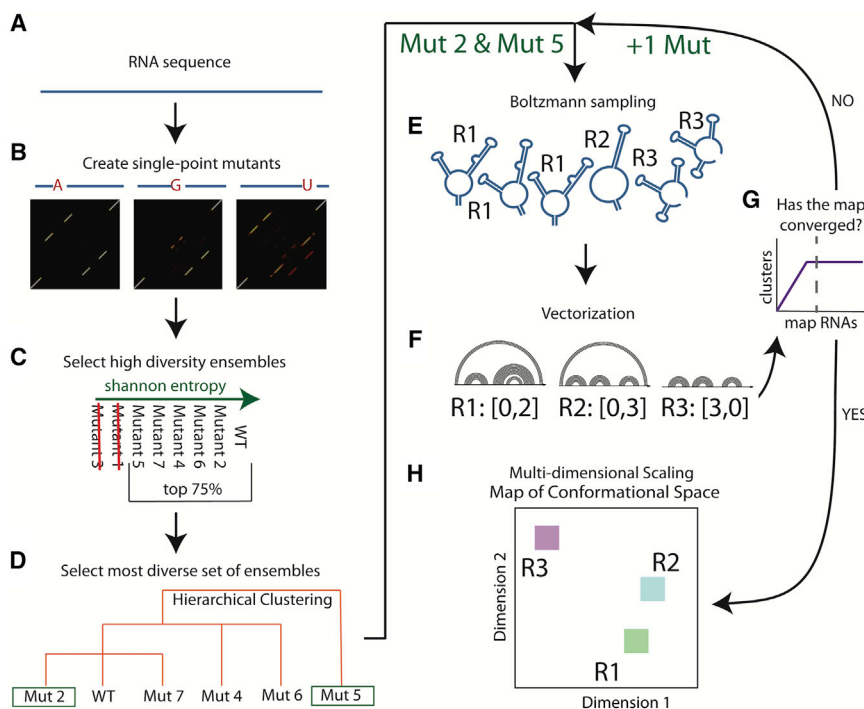 A
RNA sequence
B
Create single-point mutants
A
G
U
C
Select high diversity ensembles
shannon entropy
Mutant 3
Mutant 1
Mutant 5
Mutant 7
Mutant 4
Mutant 6
Mutant 2
WT
top 75%
D
Select most diverse set of ensembles
Hierarchical Clustering
Mut 2
WT
Mut 7
Mut 4
Mut 6
Mut 5
Mut 2 & Mut 5
+1 Mut
Boltzmann sampling
E
R1
R1
R1
R2
R3
R3
Vectorization
F
R1: [0,2]
R2: [0,3]
R3: [3,0]
NO
G
Has the map
converged?
clusters
map RNAs
YES
H
Multi-dimensional Scaling
Map of Conformational Space
Dimension 2
R3
R2
R1
Dimension 1